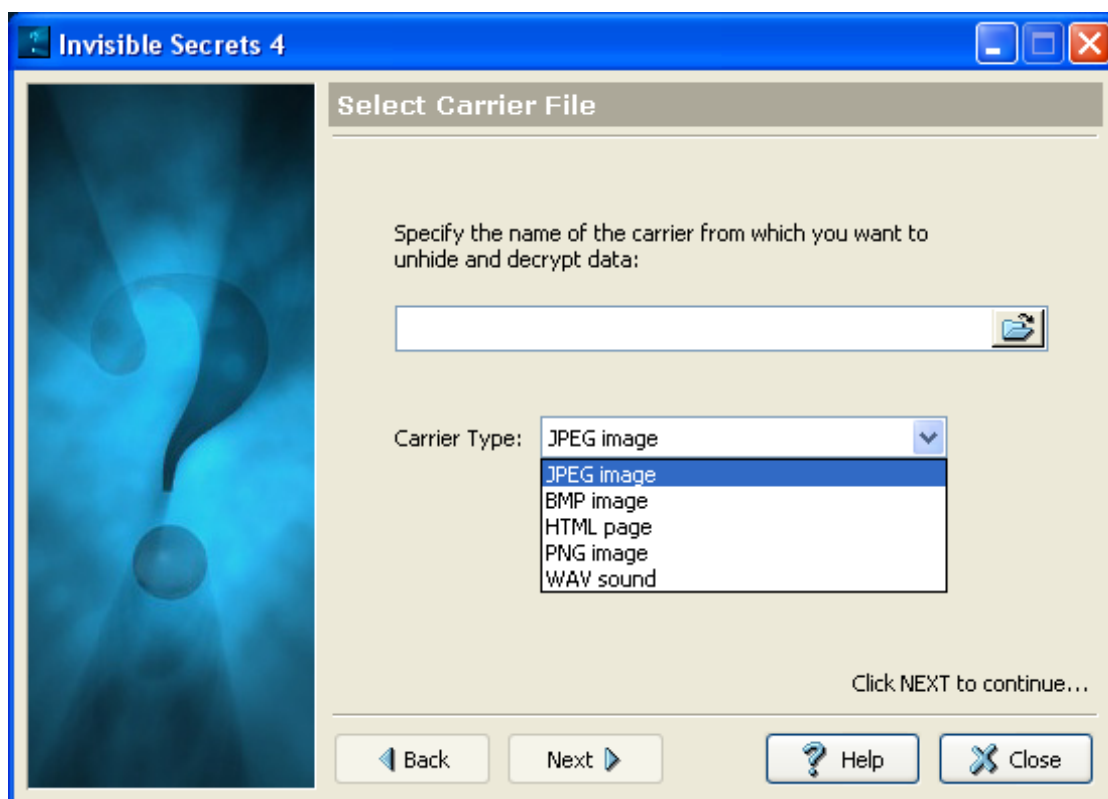 Invisible Secrets 4
Select Carrier File
Specify the name of the carrier from which you want to
unhide and decrypt data:
Carrier Type: JPEG image
JPEG image
BMP image
HTML page
PNG image
WAV sound
Click NEXT to continue...
Back Next Help Close